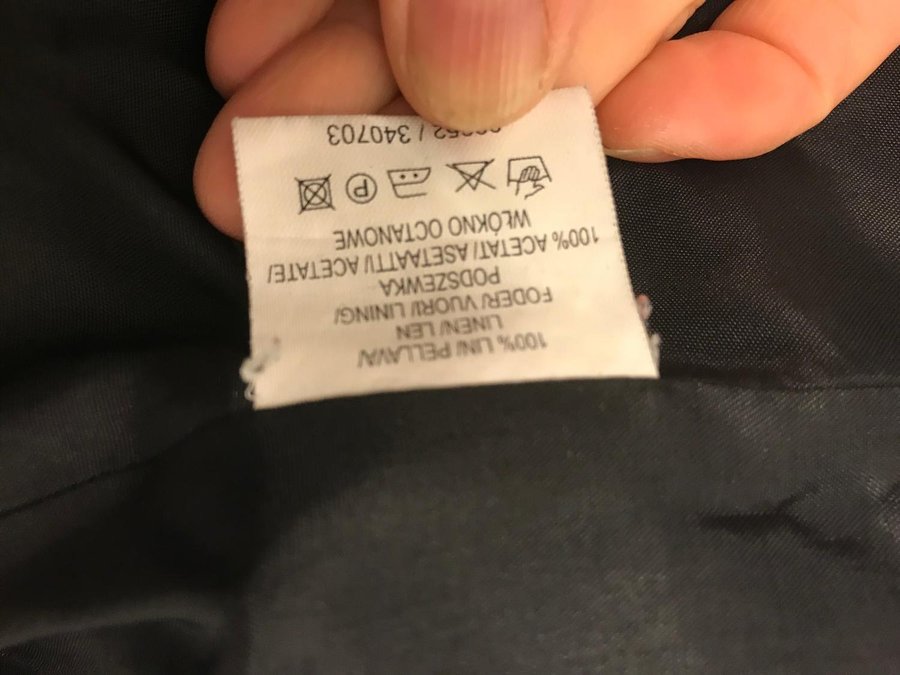 100% LIN/ PELLAVA/
LINEN/ LEN
FODER/ VUORI/ LINING/
PODSZEWKA
100% ACETAT/ ASETAATTI/ ACETATE/
WŁÓKNO OCTANOWE
P
/ 340703